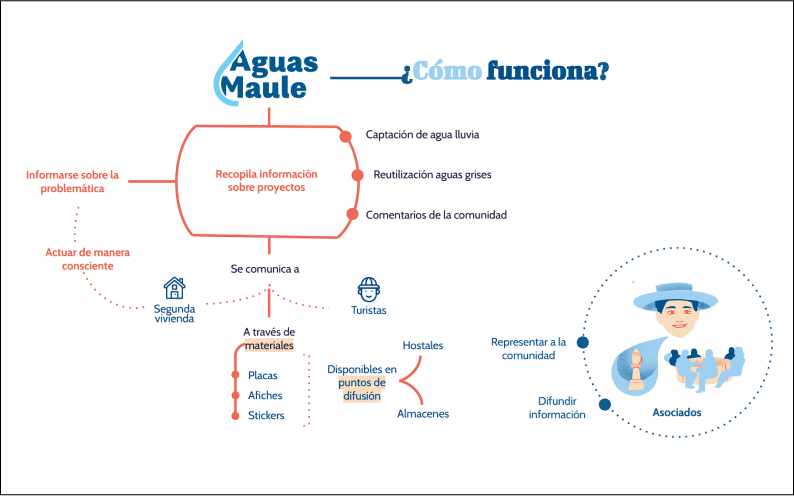 Aguas
Maule
¿Cómo funciona?
Captación de agua lluvia
Informarse sobre la
problemática
Recopila información
sobre proyectos
Reutilización aguas grises
Comentarios de la comunidad
Actuar de manera
consciente
Se comunica a
Segunda
vivienda
Turistas
A través de
materiales
Placas
Afiches
Stickers
Disponibles en
puntos de
difusión
Hostales
Almacenes
Representar a la
comunidad
Difundir
información
Asociados